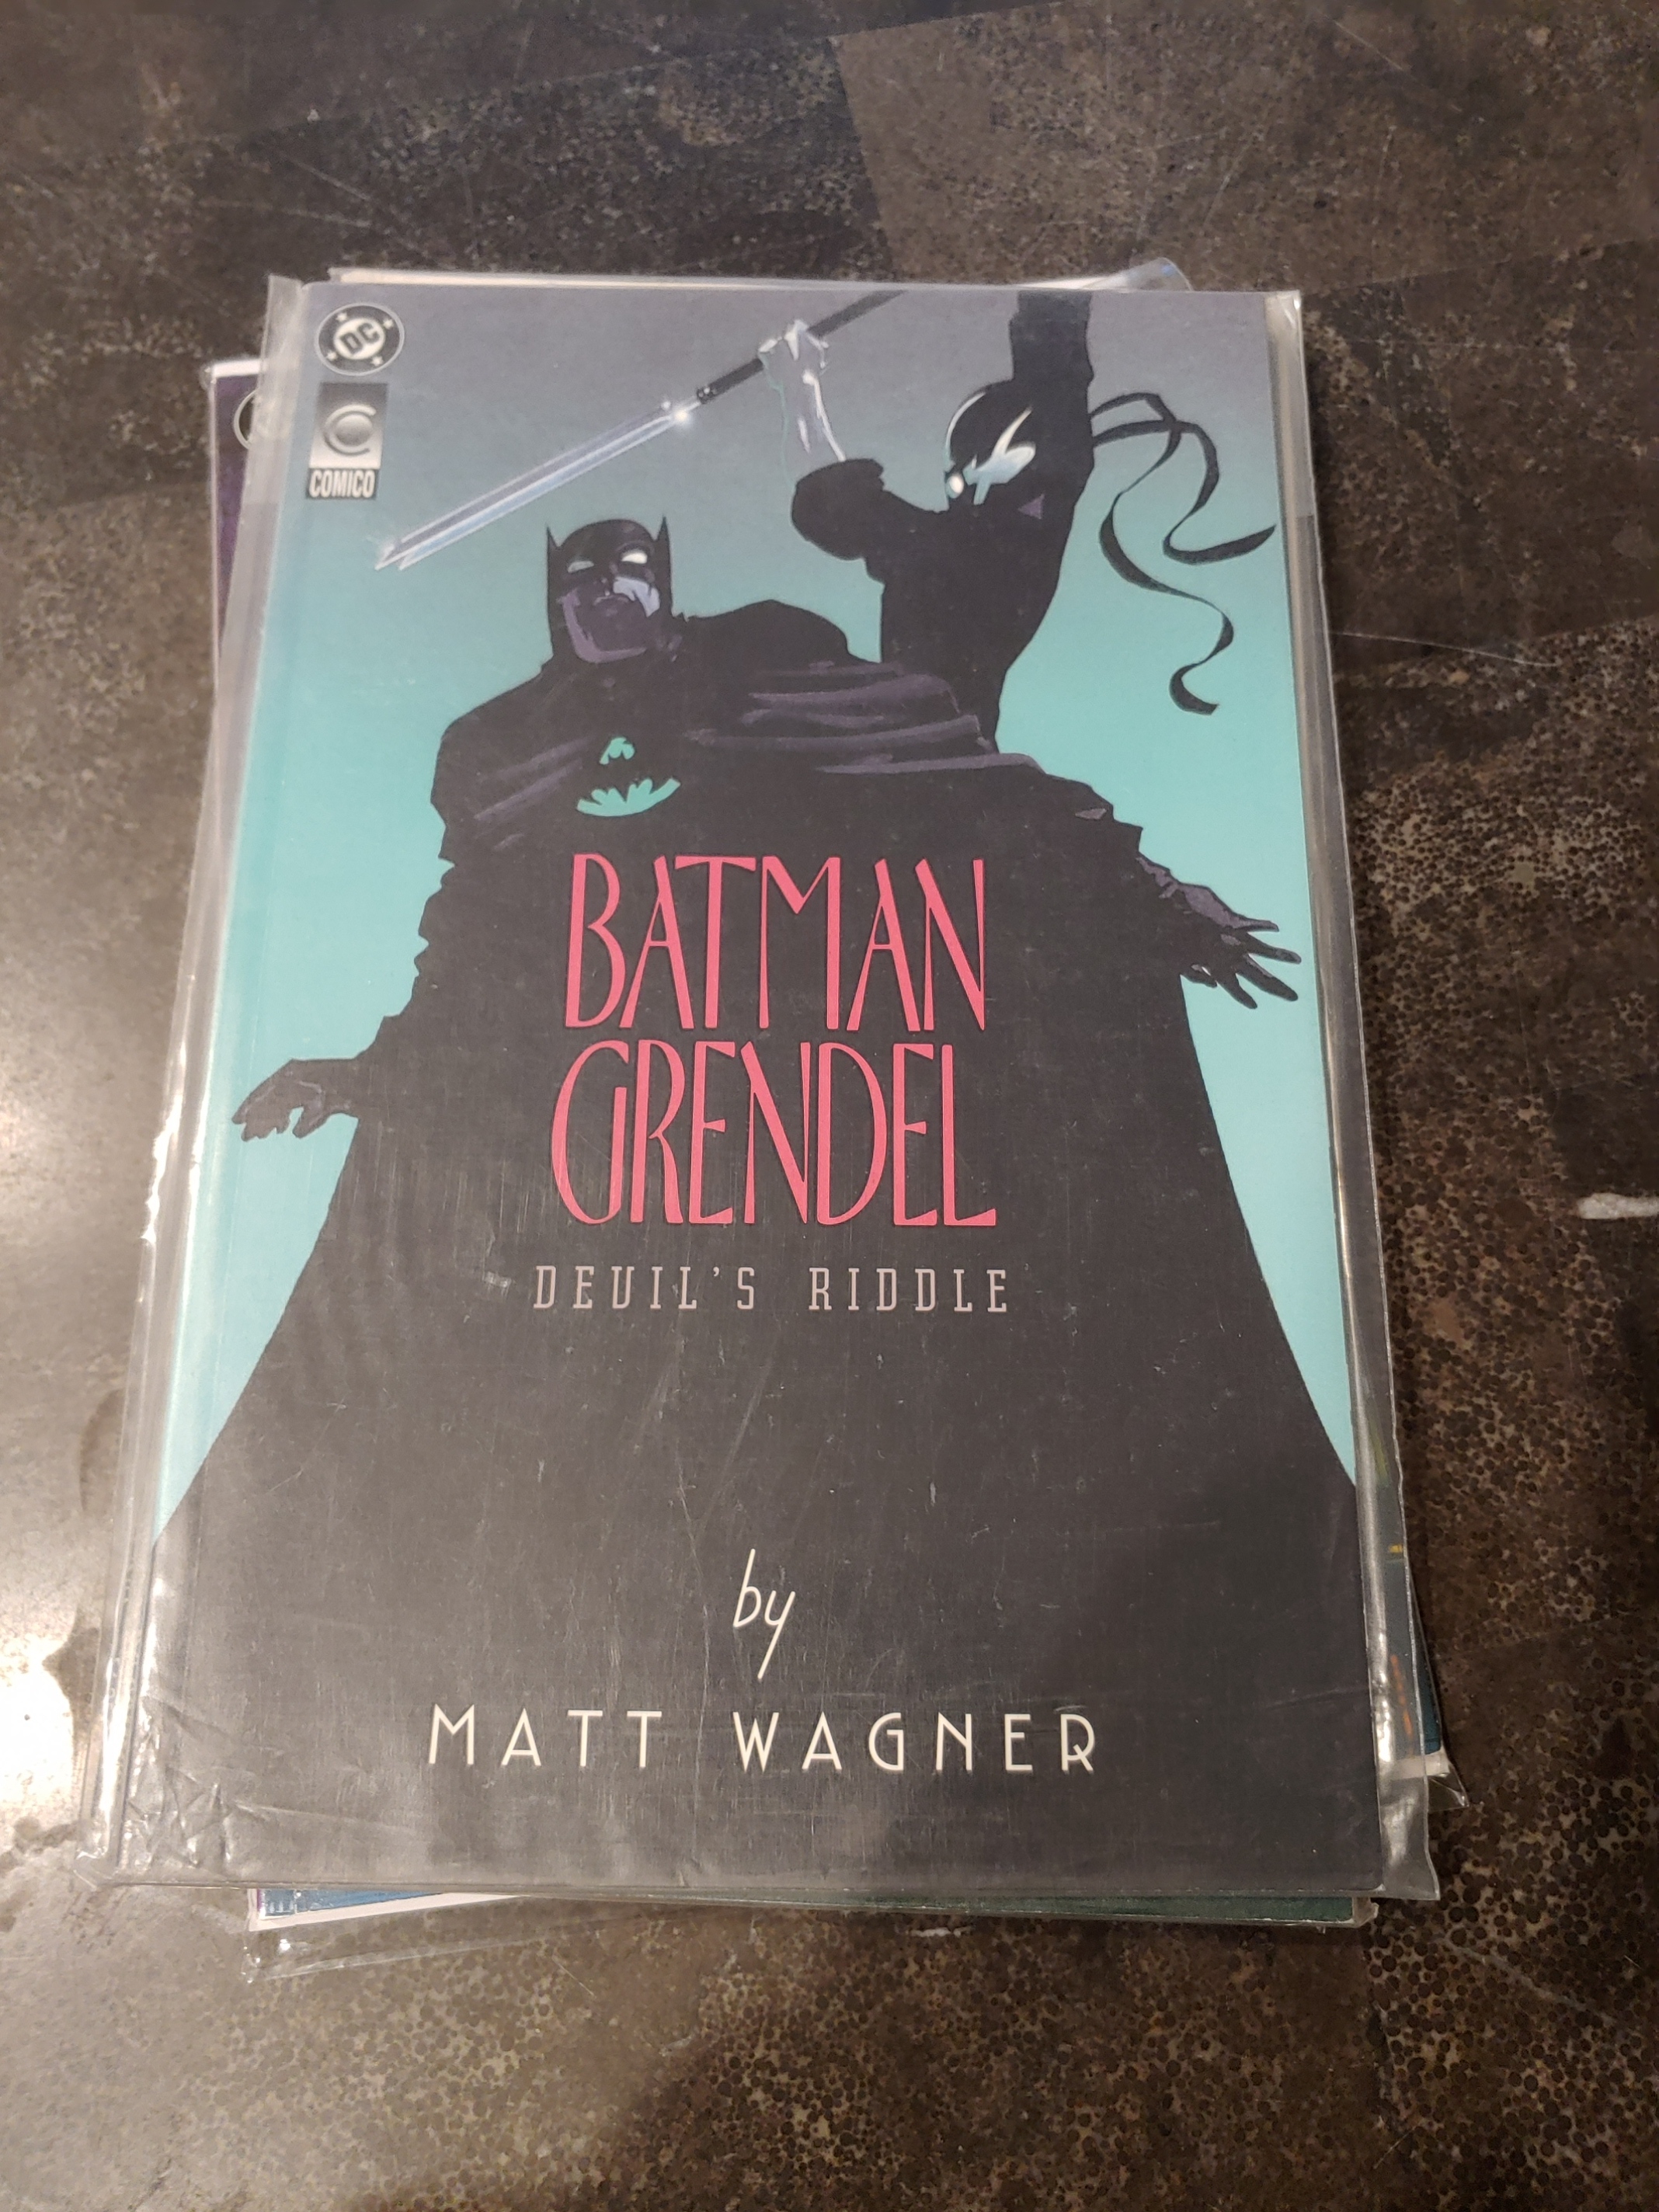 DC
COMICO
BATMAN
GRENDEL
DEVIL'S RIDDLE
by
MATT WAGNER